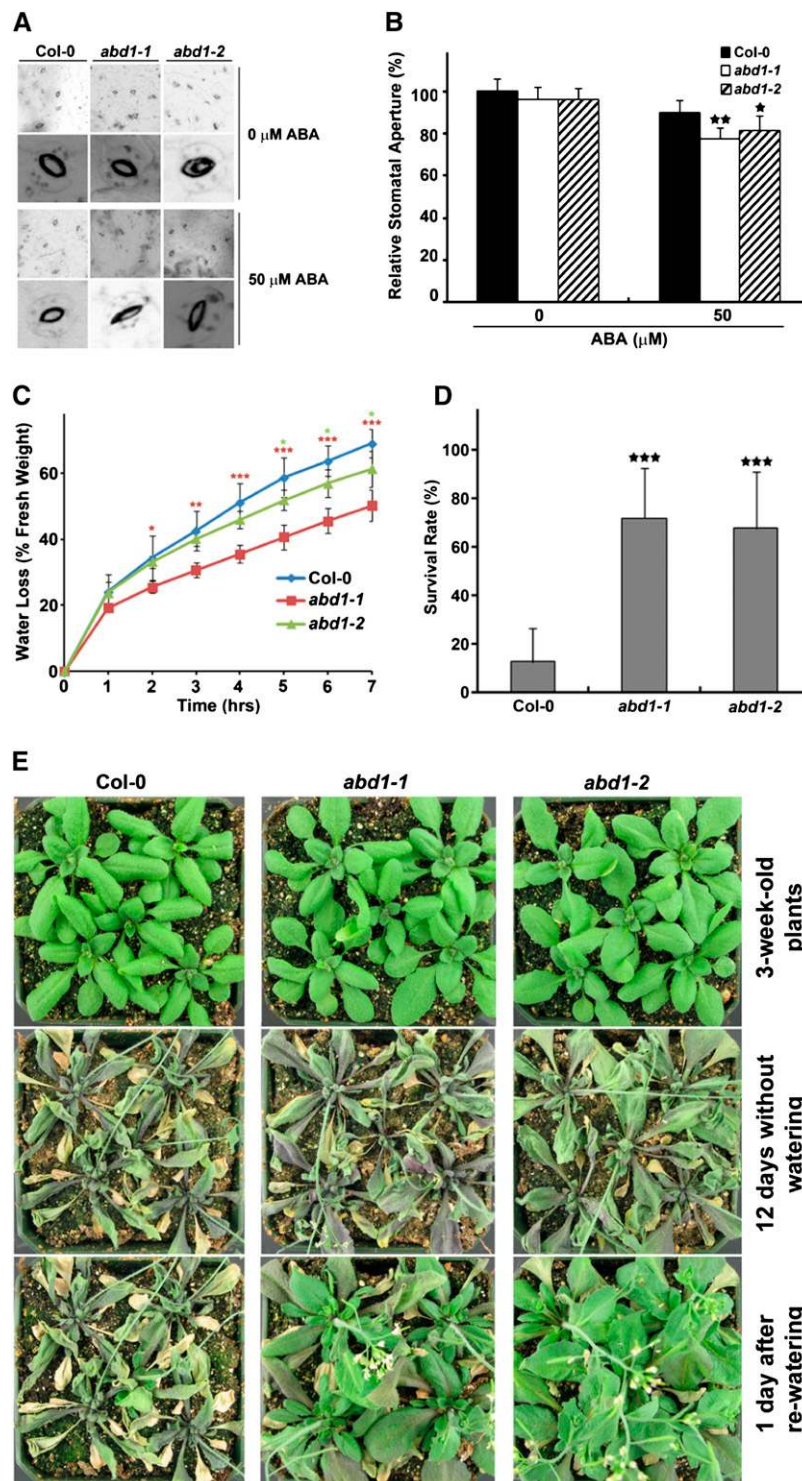 A
Col-0 abd1-1 abd1-2
0 μM ABA
50 μM ABA
B
Relative Stomatal Aperture (%)
100
80
60
40
20
0
Col-0
abd1-1
abd1-2
★★
★
0 50
ABA (μM)
C
Water Loss (% Fresh Weight)
60
40
20
0
* ** *** *** *** ***
* * *
Col-0
abd1-1
abd1-2
0 1 2 3 4 5 6 7
Time (hrs)
D
Survival Rate (%)
100
80
60
40
20
0
★★★ ★★★
Col-0 abd1-1 abd1-2
E
Col-0 abd1-1 abd1-2
3-week-old
plants
12 days without
watering
1 day after
re-watering